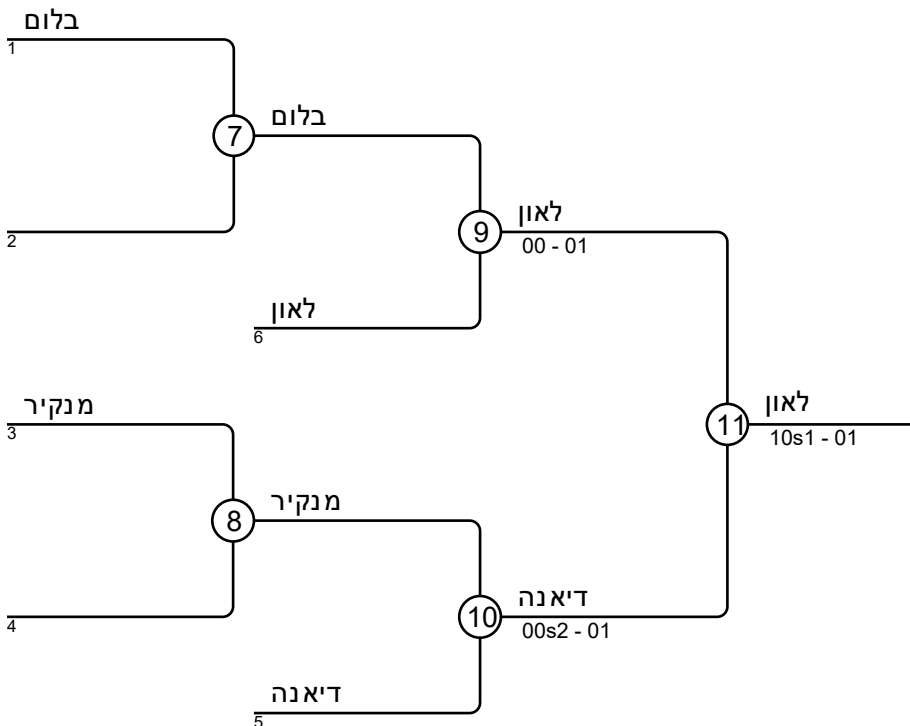 בלום
1
7
בלום
2
9
לאון
00 - 01
לאון
6
מנקיר
3
11
לאון
10s1 - 01
8
מנקיר
4
10
דיאנה
00s2 - 01
דיאנה
5